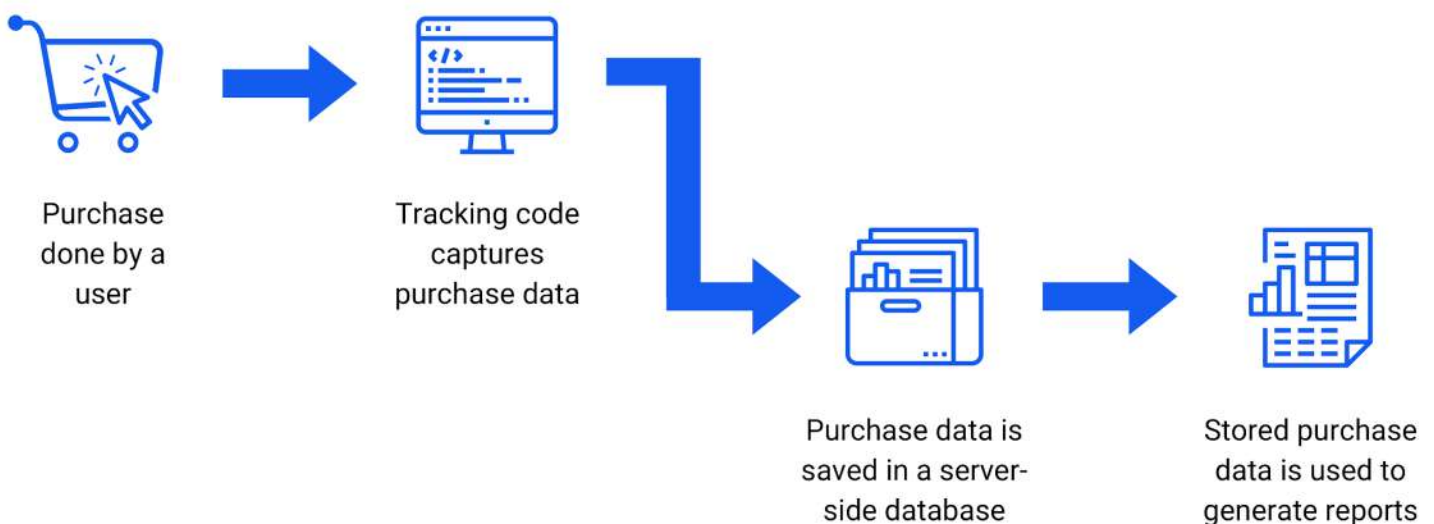 Purchase
done by a
user
Tracking code
captures
purchase data
Purchase data is
saved in a server-
side database
Stored purchase
data is used to
generate reports